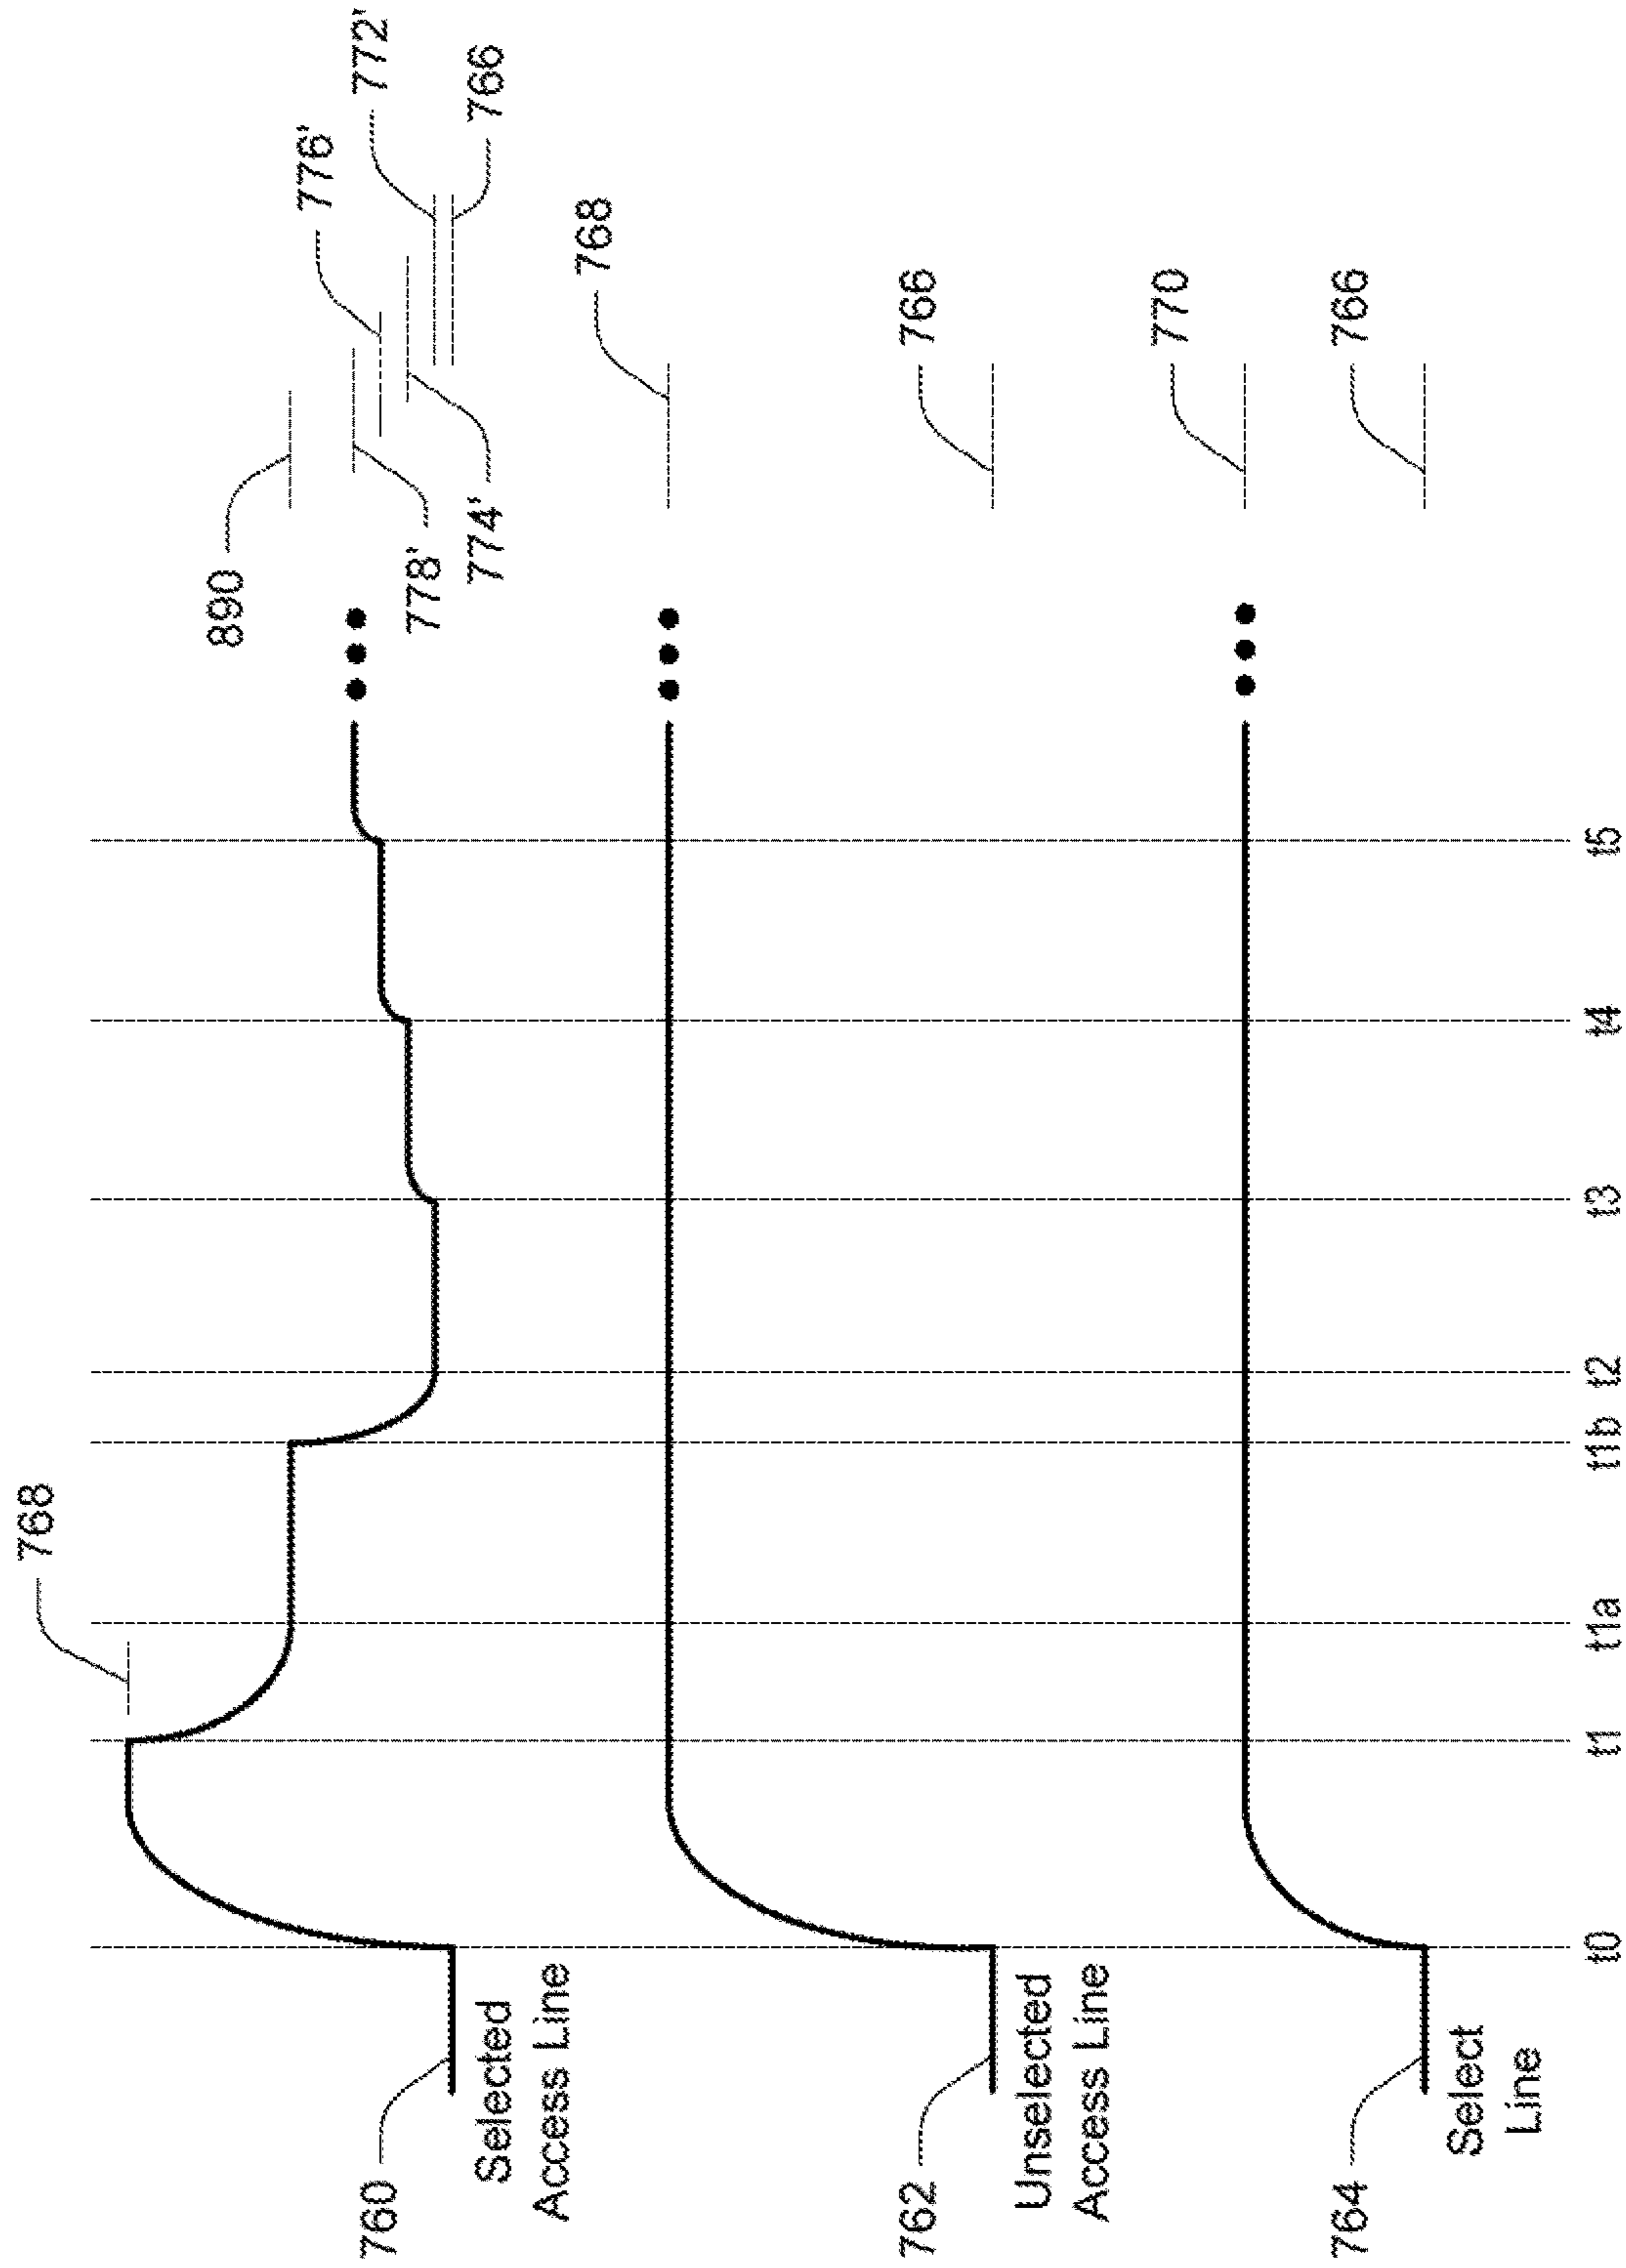 768
890
776'
772'
766
778'
774'
768
760
Selected
Access Line
766
762
Unselected
Access Line
770
766
764
Select
Line
t0
t1
t1a
t1b
t2
t3
t4
t5